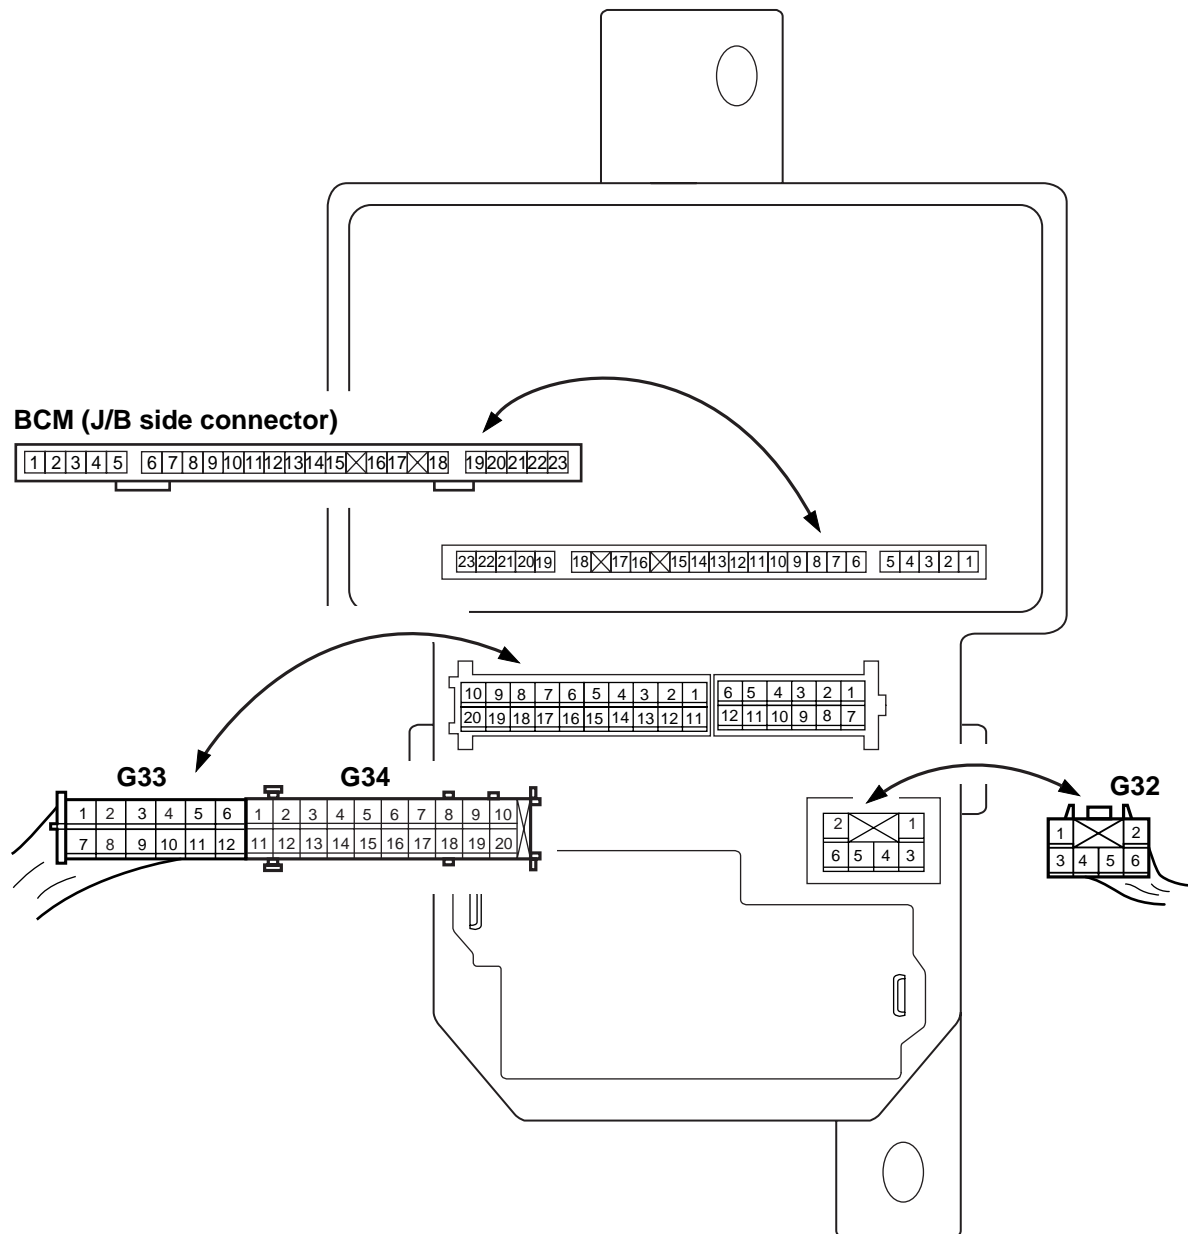 BCM (J/B side connector)
1 2 3 4 5 6 7 8 9 10 11 12 13 14 15 16 17 18 19 20 21 22 23
23 22 21 20 19 18 17 16 15 14 13 12 11 10 9 8 7 6 5 4 3 2 1
10 9 8 7 6 5 4 3 2 1 6 5 4 3 2 1
20 19 18 17 16 15 14 13 12 11 12 11 10 9 8 7
G33 G34
1 2 3 4 5 6 1 2 3 4 5 6 7 8 9 10
7 8 9 10 11 12 11 12 13 14 15 16 17 18 19 20
2 1
6 5 4 3
G32
1 2
3 4 5 6